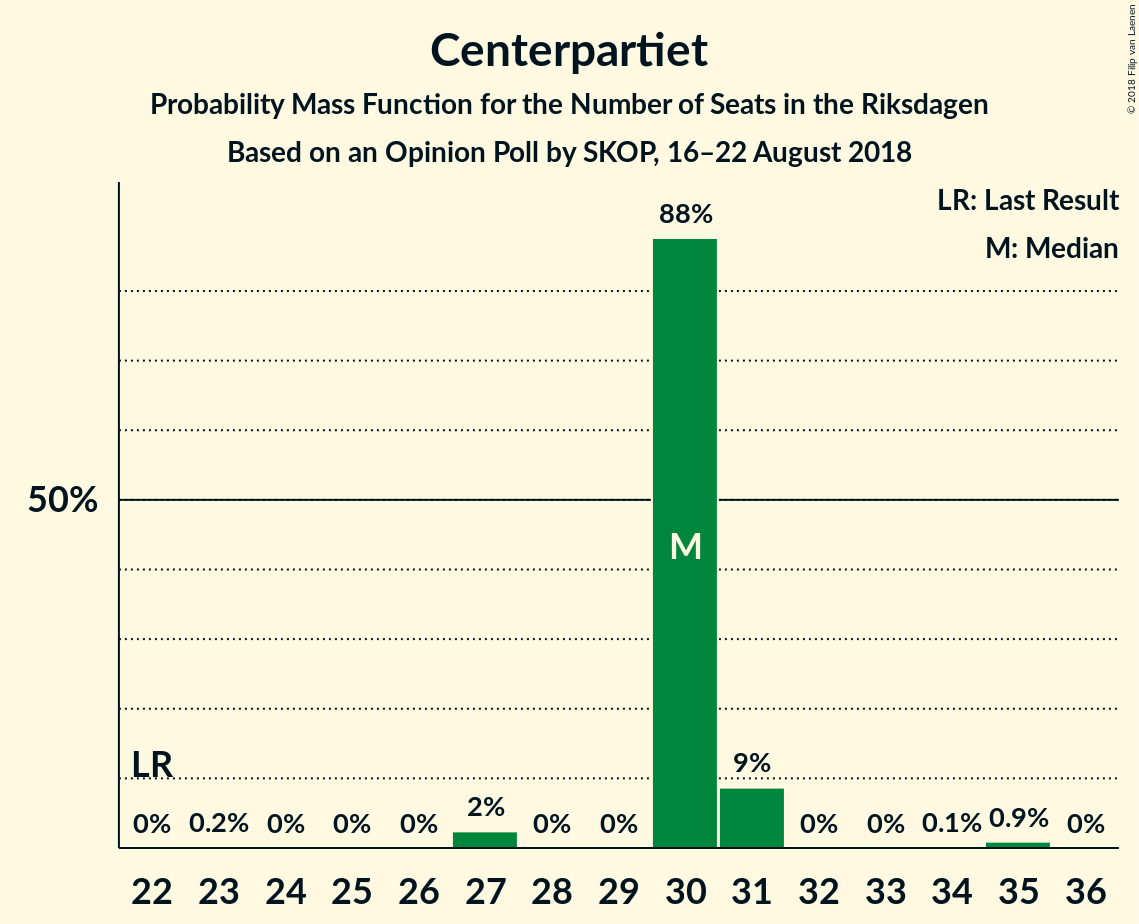 Centerpartiet
Probability Mass Function for the Number of Seats in the Riksdagen
Based on an Opinion Poll by SKOP, 16–22 August 2018
© 2018 Filip van Laenen
LR: Last Result
M: Median
88%
50%
M
LR
9%
2%
0% 0.2% 0% 0% 0% 0% 0% 0% 0% 0.1% 0.9% 0%
22 23 24 25 26 27 28 29 30 31 32 33 34 35 36